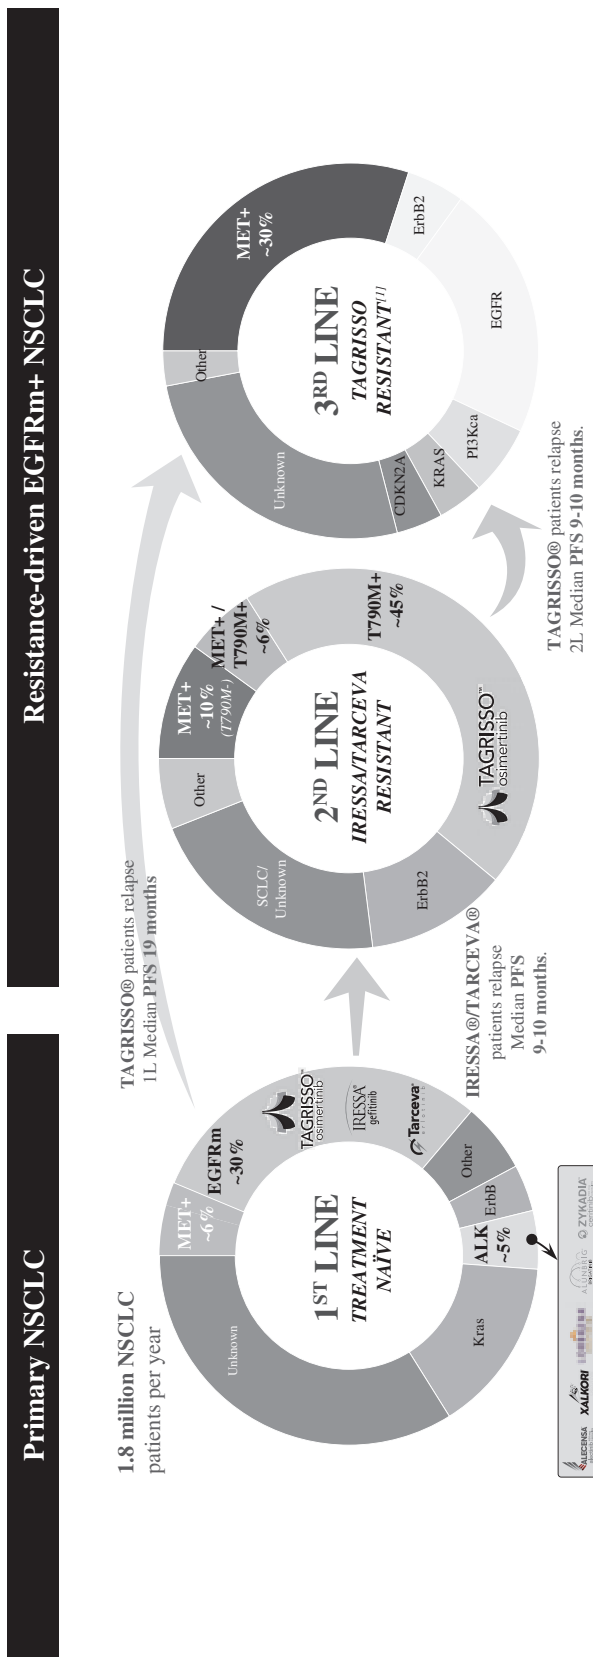 Primary NSCLC
Resistance-driven EGFRm+ NSCLC
1.8 million NSCLC
patients per year
1ST LINE
TREATMENT
NAÏVE
MET+
~6%
EGFRm
~30%
TAGRISSO™
osimertinib
IRESSA®
gefitinib
Tarceva
erlotinib
Other
ErbB
ALK
~5%
Kras
Unknown
ALECENSA
XALKORI
ALUNBRIG
ZYKADIA
TAGRISSO® patients relapse
1L Median PFS 19 months
IRESSA®/TARCEVA®
patients relapse
Median PFS
9-10 months.
2ND LINE
IRESSA/TARCEVA
RESISTANT
MET+
~10%
(T790M-)
MET+ /
T790M+
~6%
T790M+
~45%
TAGRISSO™
osimertinib
ErbB2
SCLC/
Unknown
Other
TAGRISSO® patients relapse
2L Median PFS 9-10 months.
3RD LINE
TAGRISSO
RESISTANT[1]
MET+
~30%
ErbB2
EGFR
PI3Kca
KRAS
CDKN2A
Unknown
Other